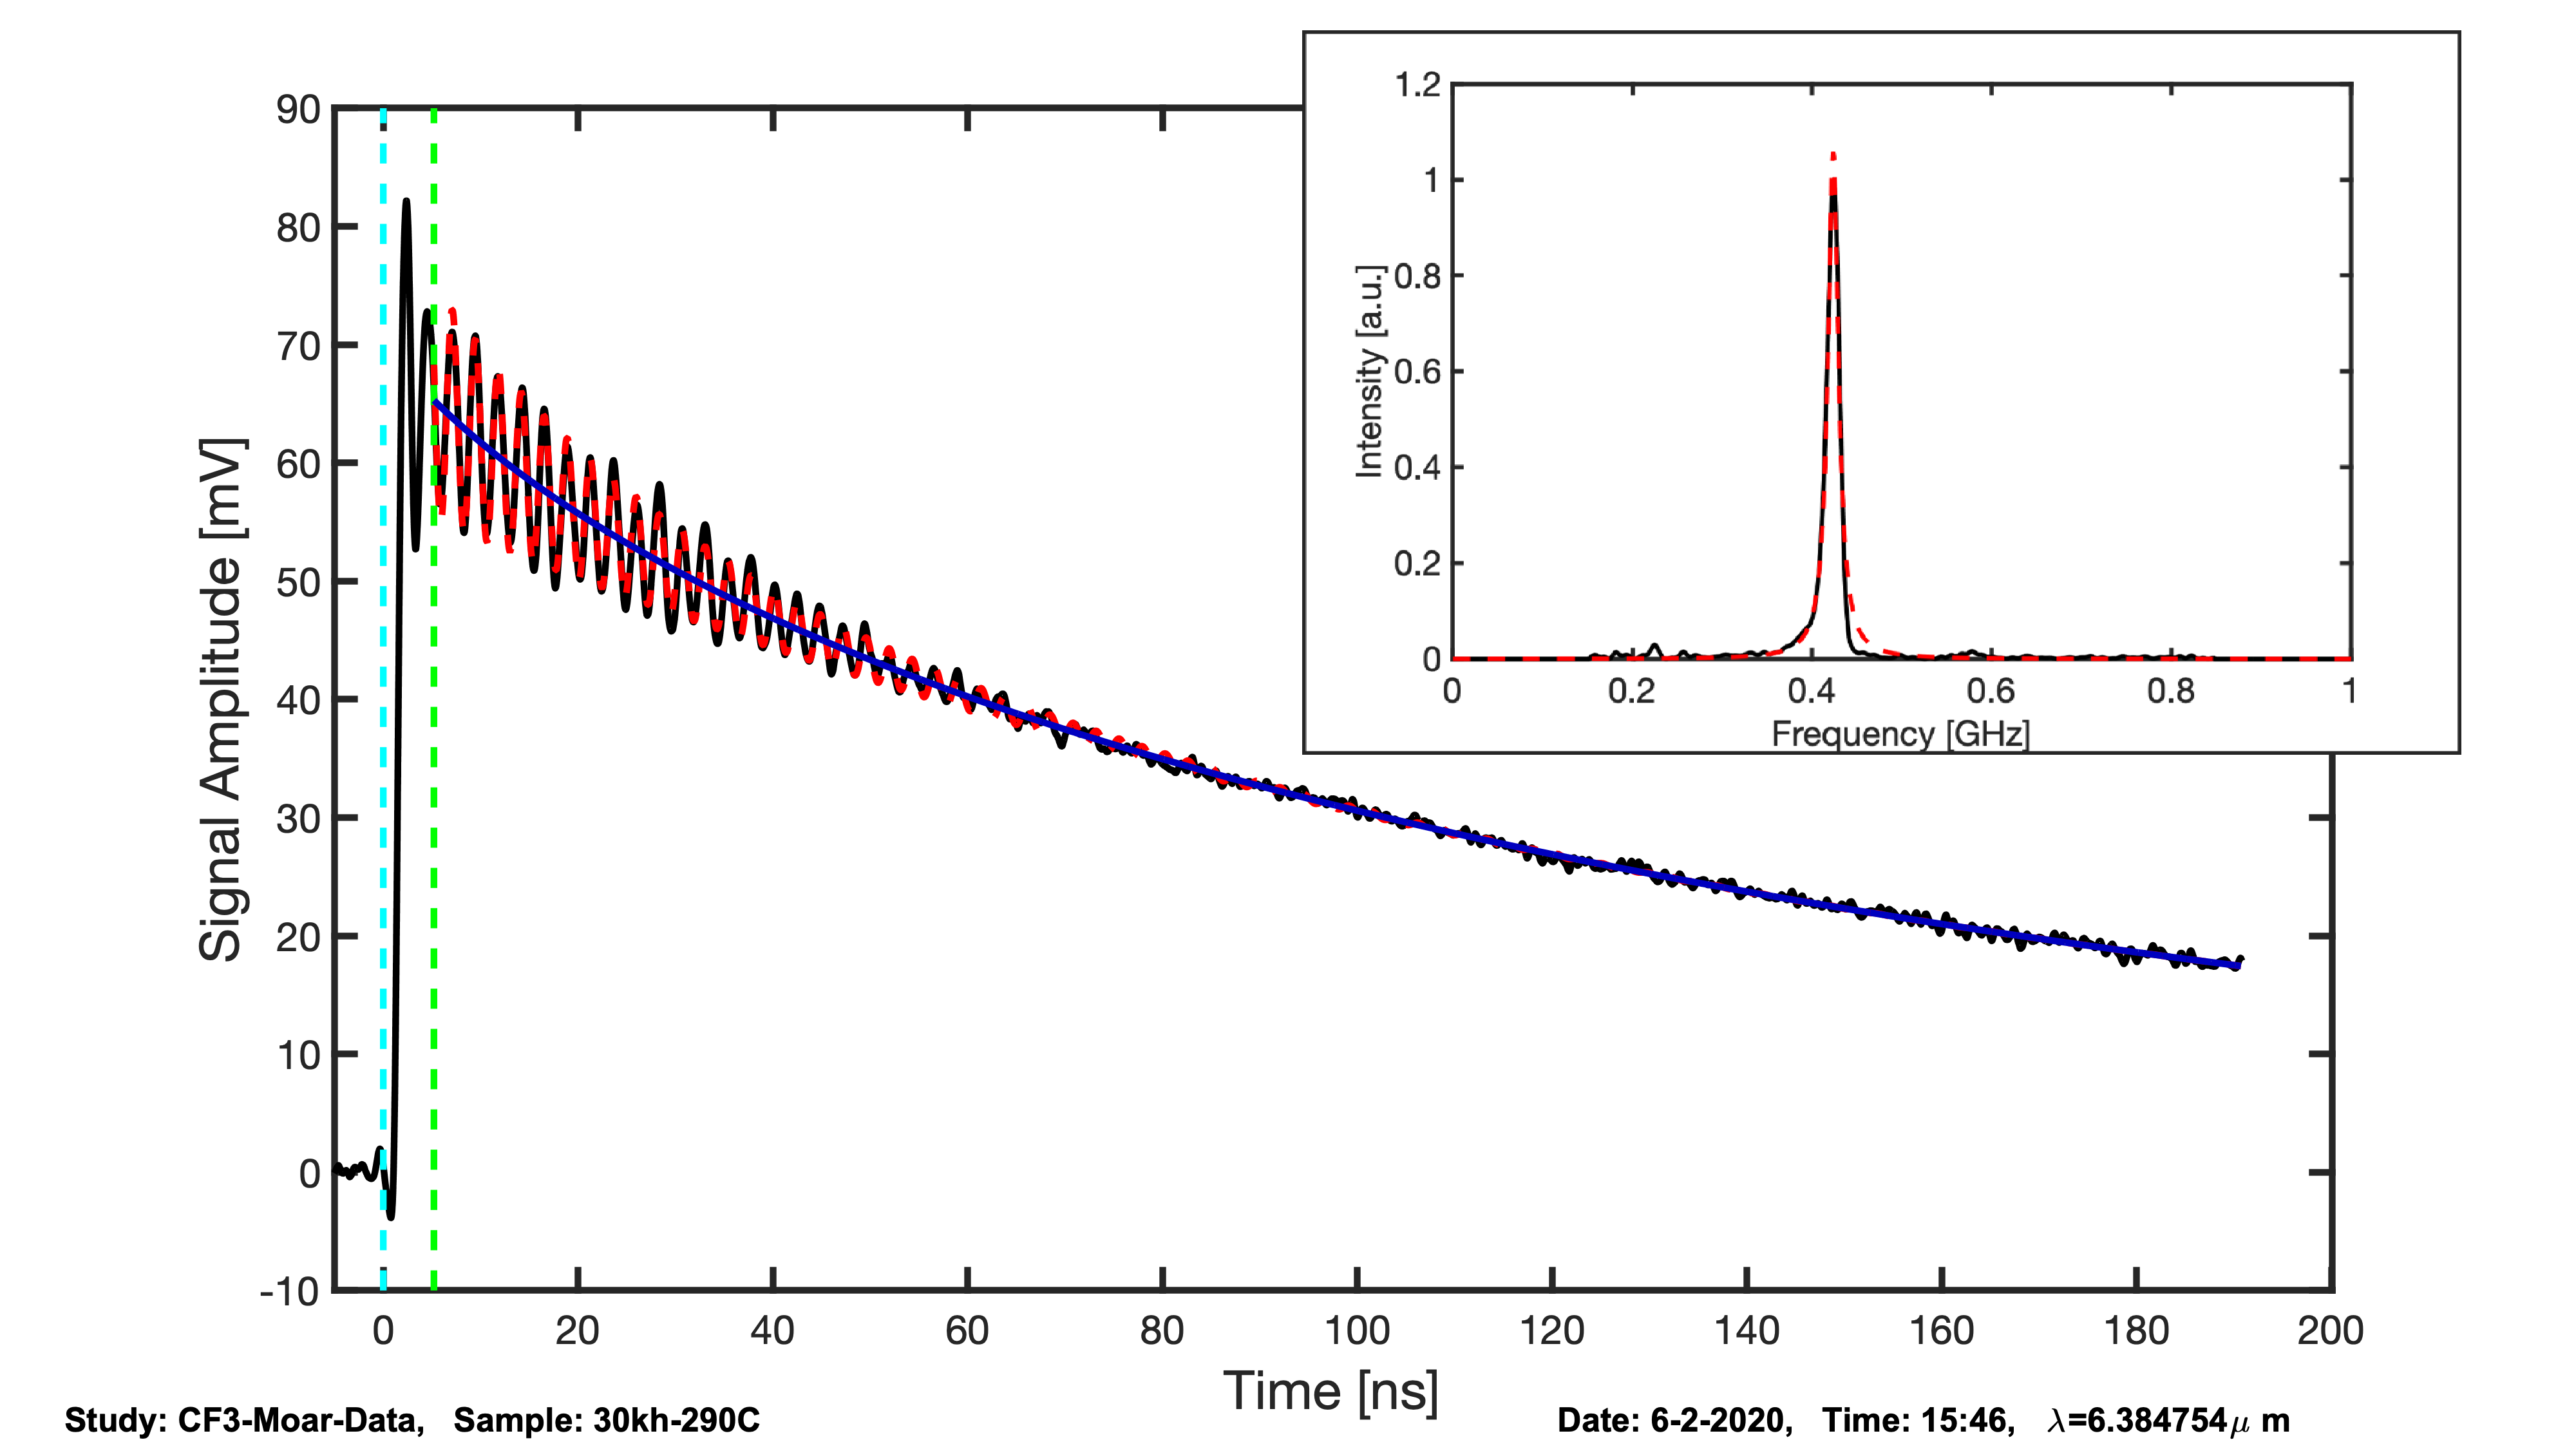 1.2
1
0.8
0.6
0.4
0.2
0
Intensity [a.u.]
0 0.2 0.4 0.6 0.8 1
Frequency [GHz]
90
80
70
60
50
40
30
20
10
0
-10
Signal Amplitude [mV]
0 20 40 60 80 100 120 140 160 180 200
Time [ns]
Study: CF3-Moar-Data, Sample: 30kh-290C
Date: 6-2-2020, Time: 15:46, λ=6.384754μ m